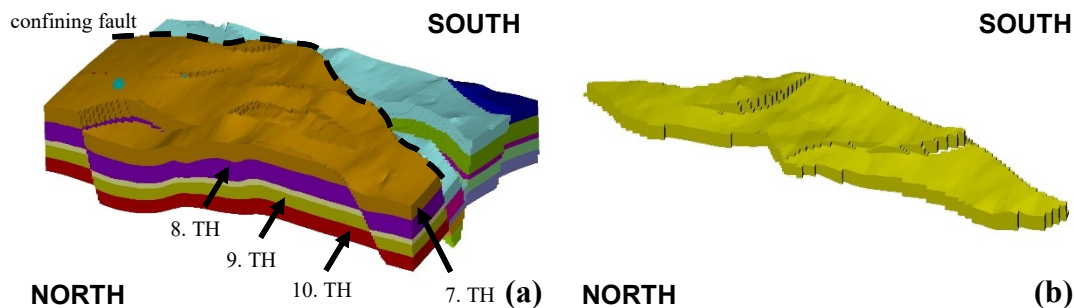 confining fault
SOUTH
SOUTH
8. TH
9. TH
10. TH
7. TH
(a)
(b)
NORTH
NORTH